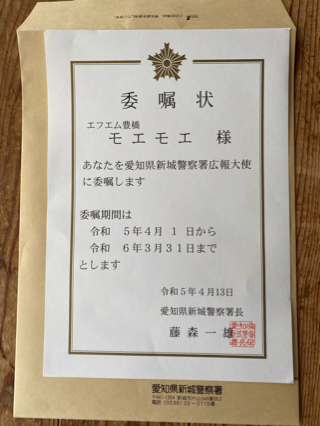 委嘱状
エフエム豊橋
モエモエ 様
あなたを愛知県新城警察署広報大使
に委嘱します
委嘱期間は
令和 5年4月 1 日から
令和 6年3月31日まで
とします
令和5年4月13日
愛知県新城警察署長
藤森一雄
愛知県新城警察署